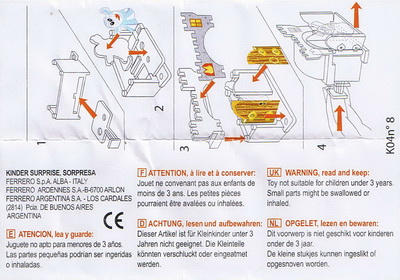 1
2
3
4
K04n° 8
KINDER SURPRISE, SORPRESA
FERRERO S.p.A. ALBA - ITALY
FERRERO ARDENNES S.A.-B6700 ARLON
FERRERO ARGENTINA S.A. - LOS CARDALES
(2814) Pcia. DE BUENOS AIRES
ARGENTINA
CE
E ATENCION, lea y guarde:
Juguete no apto para menores de 3 años.
Las partes pequeñas podrían ser ingeridas
o inhaladas.
F ATTENTION, à lire et à conserver:
Jouet ne convenant pas aux enfants de
moins de 3 ans. Les petites pièces
pourraient être avalées ou inhalées.
D ACHTUNG, lesen und aufbewahren:
Dieser Artikel ist für Kleinkinder unter 3
Jahren nicht geeignet. Die Kleinteile
könnten verschluckt oder eingeatmet
werden.
UK WARNING, read and keep:
Toy not suitable for children under 3 years.
Small parts might be swallowed or
inhaled.
NL OPGELET, lezen en bewaren:
Dit voorwerp is niet geschikt voor kinderen
onder de 3 jaar.
De kleine stukjes kunnen ingeslikt of
opgesnoven worden.